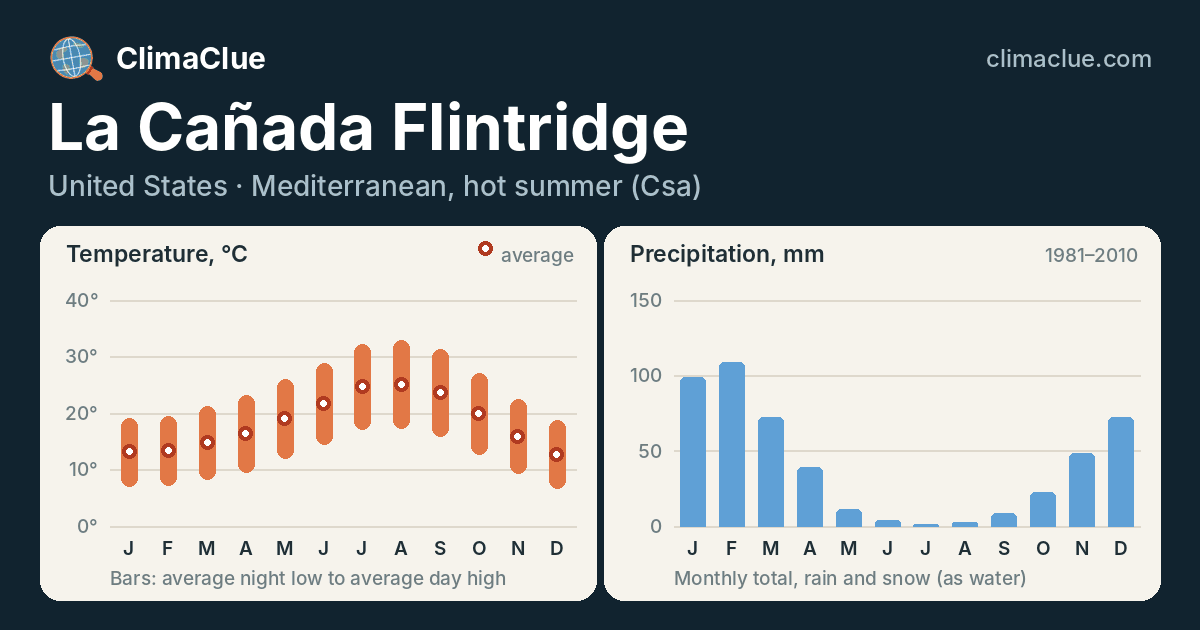 ClimaClue
climaclue.com
La Cañada Flintridge
United States · Mediterranean, hot summer (Csa)
Temperature, °C
average
40°
30°
20°
10°
0°
J F M A M J J A S O N D
Bars: average night low to average day high
Precipitation, mm
1981–2010
150
100
50
0
J F M A M J J A S O N D
Monthly total, rain and snow (as water)